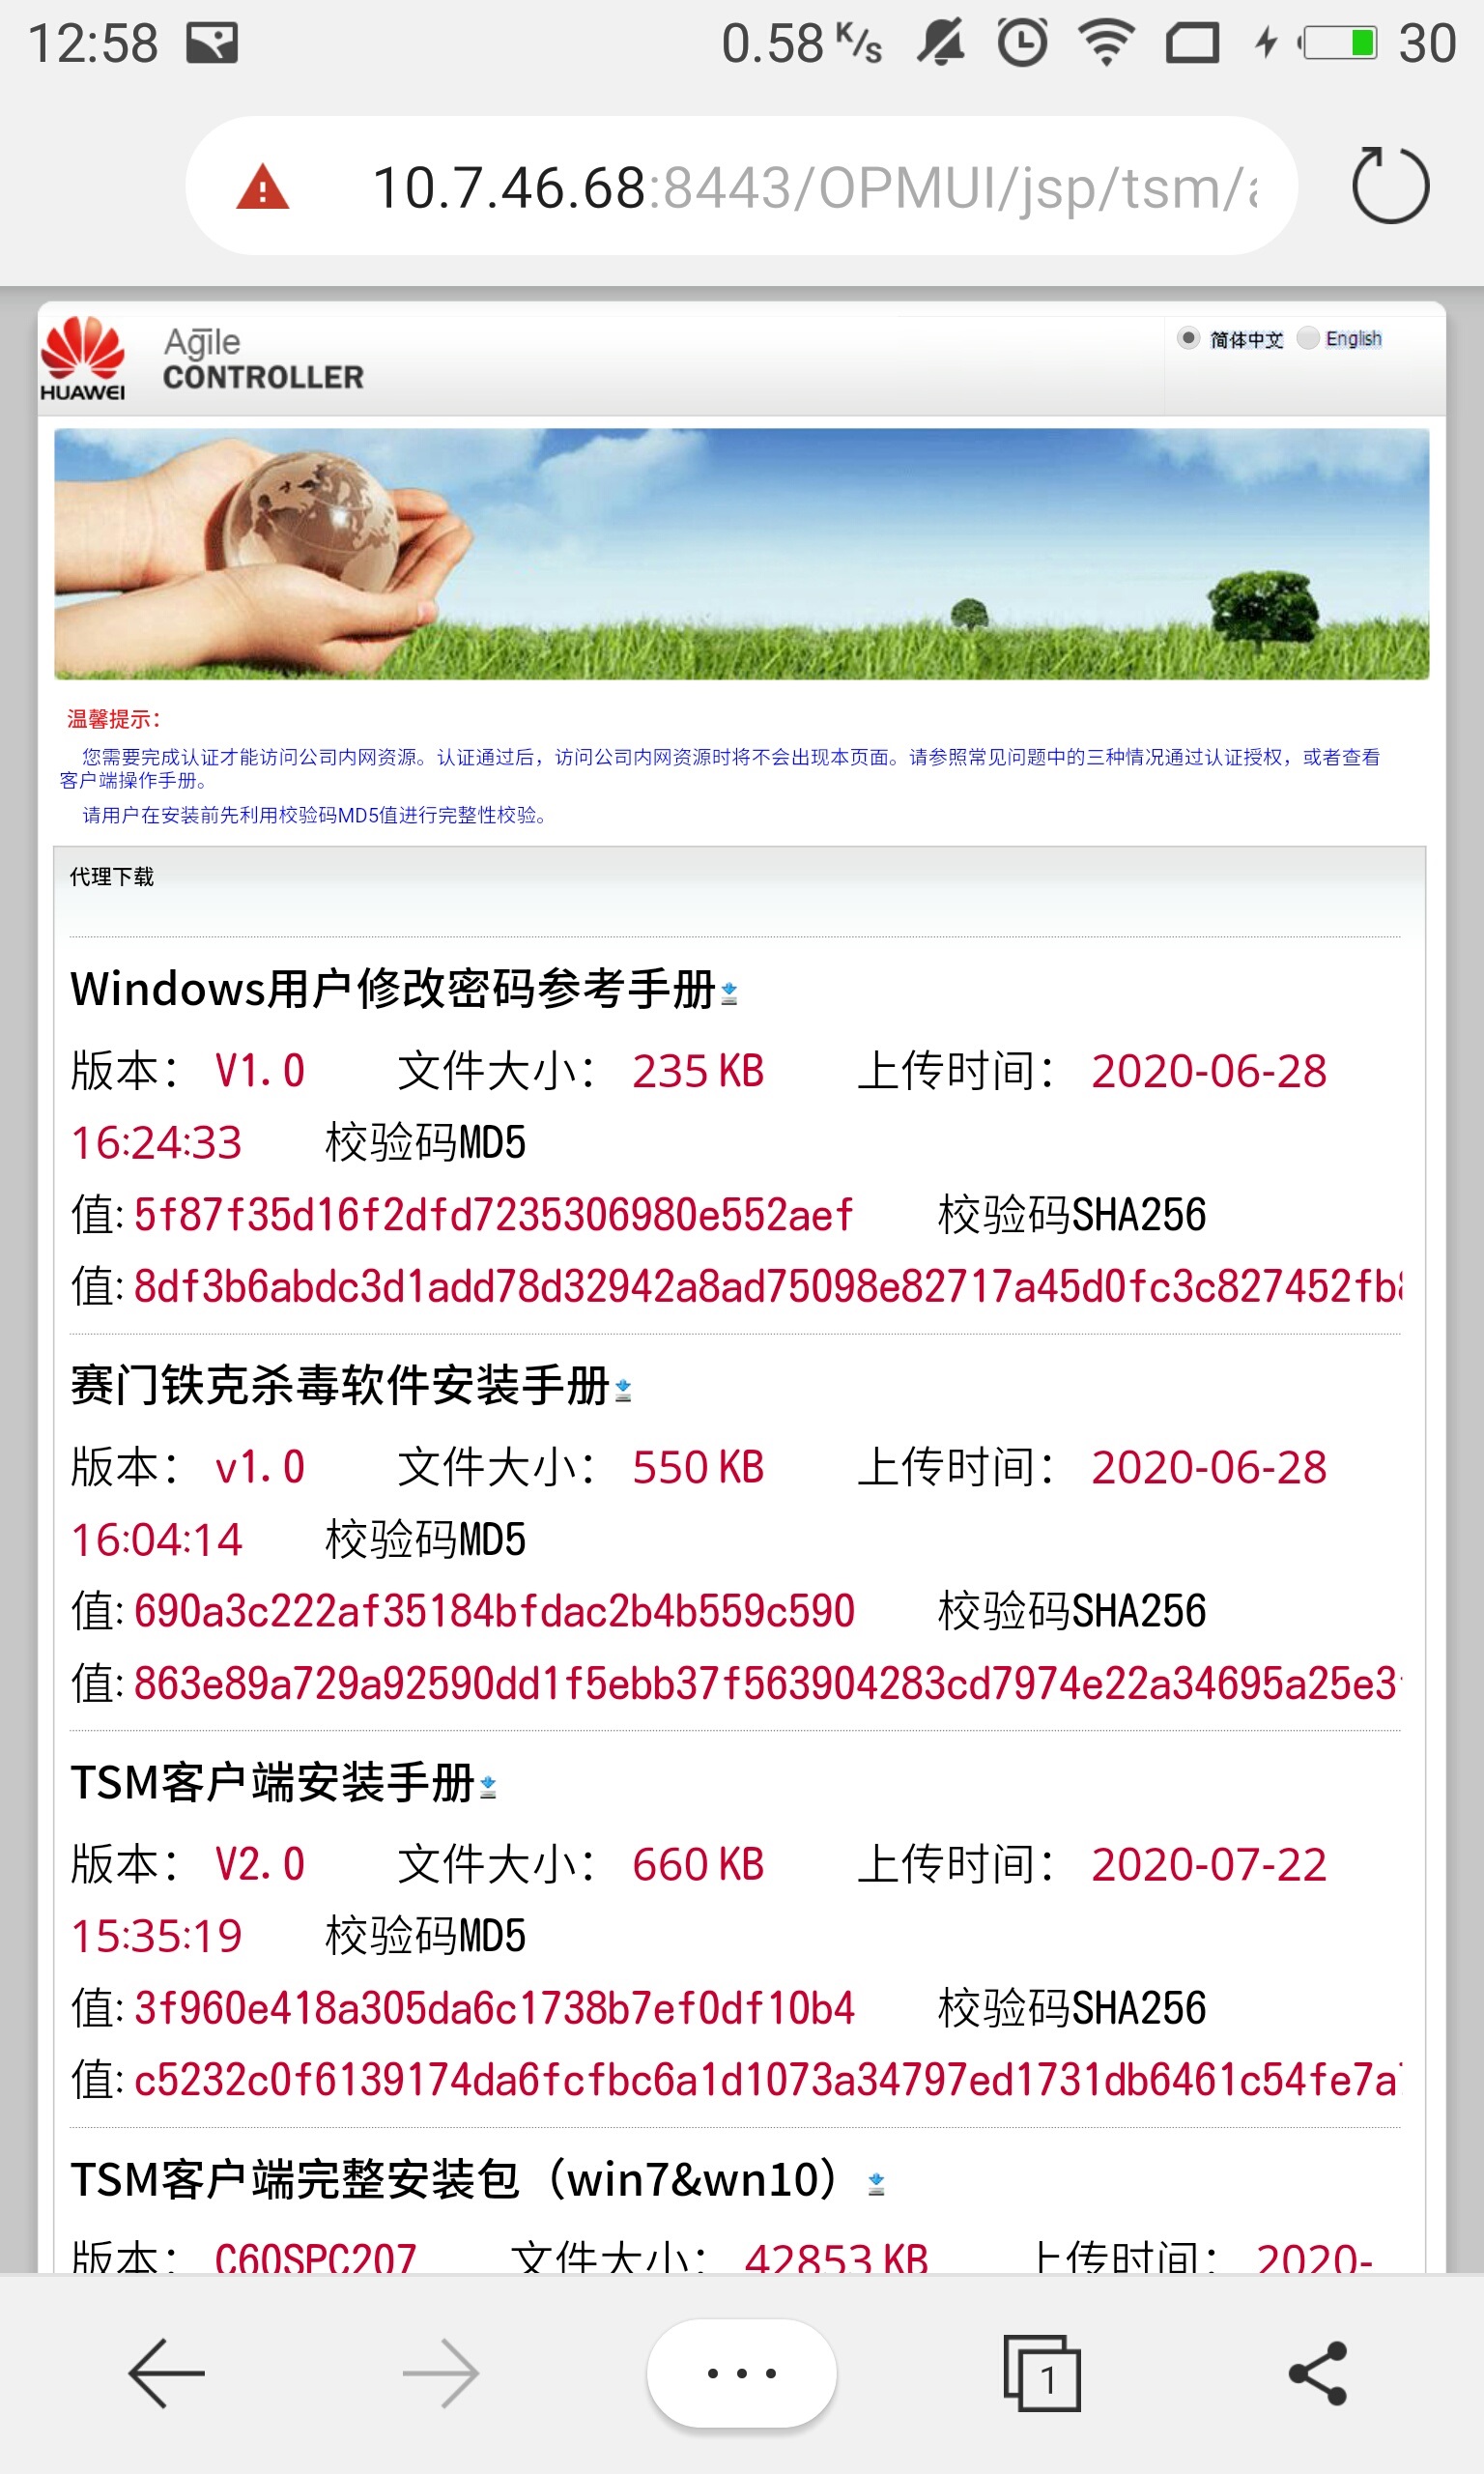 12:58 0.58 K/s 30
10.7.46.68:8443/OPMUI/jsp/tsm/a
HUAWEI
Agile
CONTROLLER
简体中文 English
温馨提示：
您需要完成认证才能访问公司内网资源。认证通过后，访问公司内网资源时将不会出现本页面。请参照常见问题中的三种情况通过认证授权，或者查看
客户端操作手册。
请用户在安装前先利用校验码MD5值进行完整性校验。
代理下载
Windows用户修改密码参考手册
版本： V1.0 文件大小： 235 KB 上传时间： 2020-06-28
16:24:33 校验码MD5
值: 5f87f35d16f2dfd7235306980e552aef 校验码SHA256
值: 8df3b6abdc3d1add78d32942a8ad75098e82717a45d0fc3c827452fb8
赛门铁克杀毒软件安装手册
版本： v1.0 文件大小： 550 KB 上传时间： 2020-06-28
16:04:14 校验码MD5
值: 690a3c222af35184bfdac2b4b559c590 校验码SHA256
值: 863e89a729a92590dd1f5ebb37f563904283cd7974e22a34695a25e3
TSM客户端安装手册
版本： V2.0 文件大小： 660 KB 上传时间： 2020-07-22
15:35:19 校验码MD5
值: 3f960e418a305da6c1738b7ef0df10b4 校验码SHA256
值: c5232c0f6139174da6fcfbc6a1d1073a34797ed1731db6461c54fe7a
TSM客户端完整安装包（win7&wn10）
版本： C60SPC207 文件大小： 42853 KB 上传时间： 2020-
1